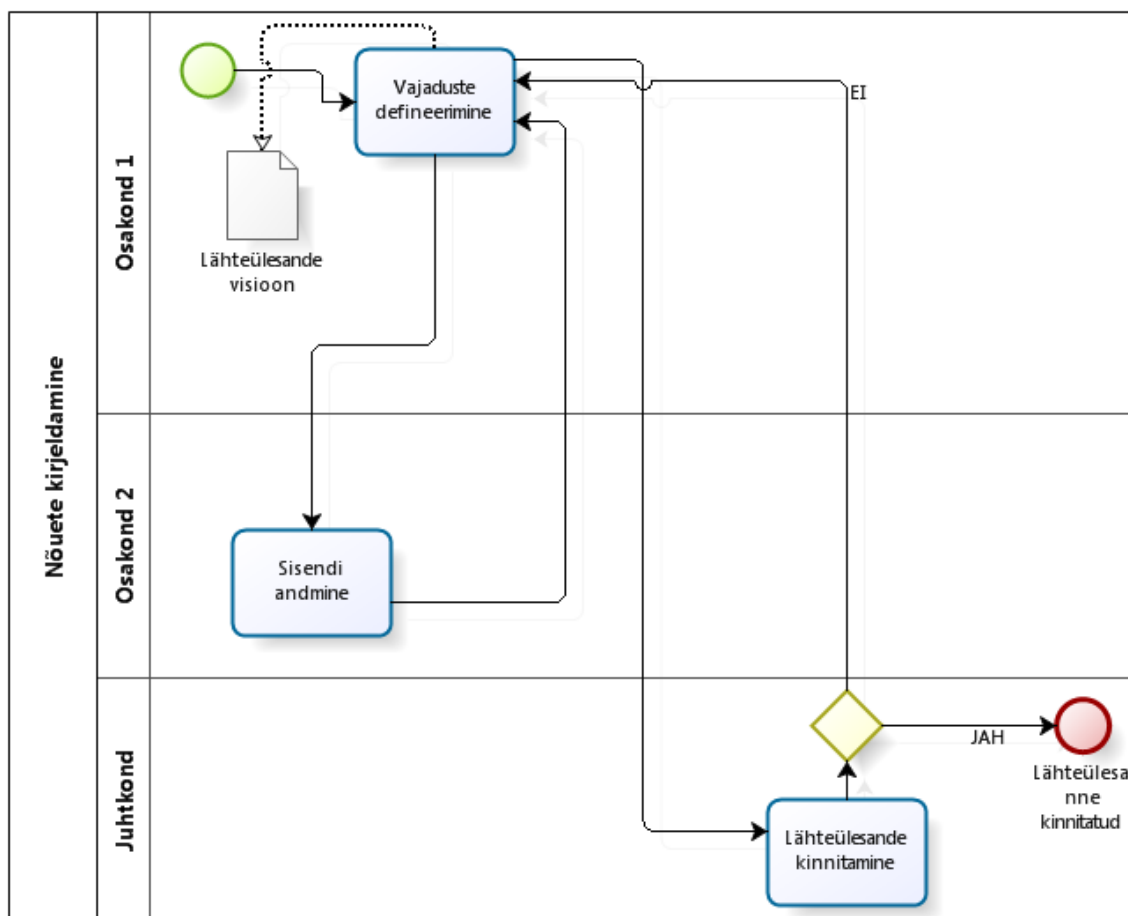 Nõuete kirjeldamine
Osakond 1
Vajaduste
defineerimine
EI
Lähteülesande
visioon
Osakond 2
Sisendi
andmine
Juhtkond
JAH
Lähteülesa
nne
kinnitatud
Lähteülesande
kinnitamine